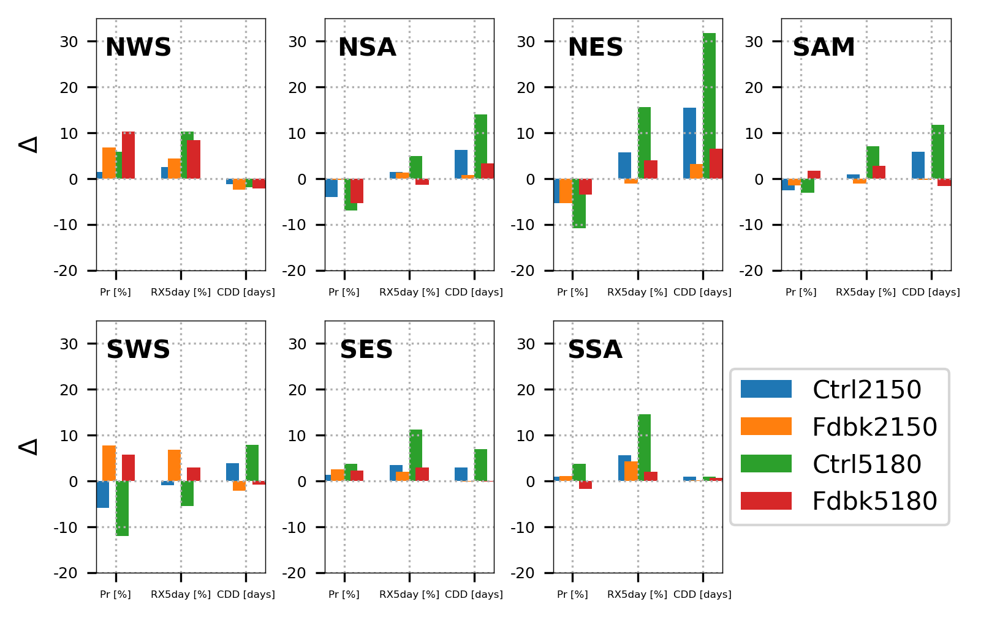 NWS NSA NES SAM
30 30 30 30
20 20 20 20
10 10 10 10
Δ
0 0 0 0
-10 -10 -10 -10
-20 -20 -20 -20
Pr [%] RX5day [%] CDD [days] Pr [%] RX5day [%] CDD [days] Pr [%] RX5day [%] CDD [days] Pr [%] RX5day [%] CDD [days]
SWS SES SSA
30 30 30
20 20 20
10 10 10
Δ
0 0 0
-10 -10 -10
-20 -20 -20
Pr [%] RX5day [%] CDD [days] Pr [%] RX5day [%] CDD [days] Pr [%] RX5day [%] CDD [days]
Ctrl2150
Fdbk2150
Ctrl5180
Fdbk5180